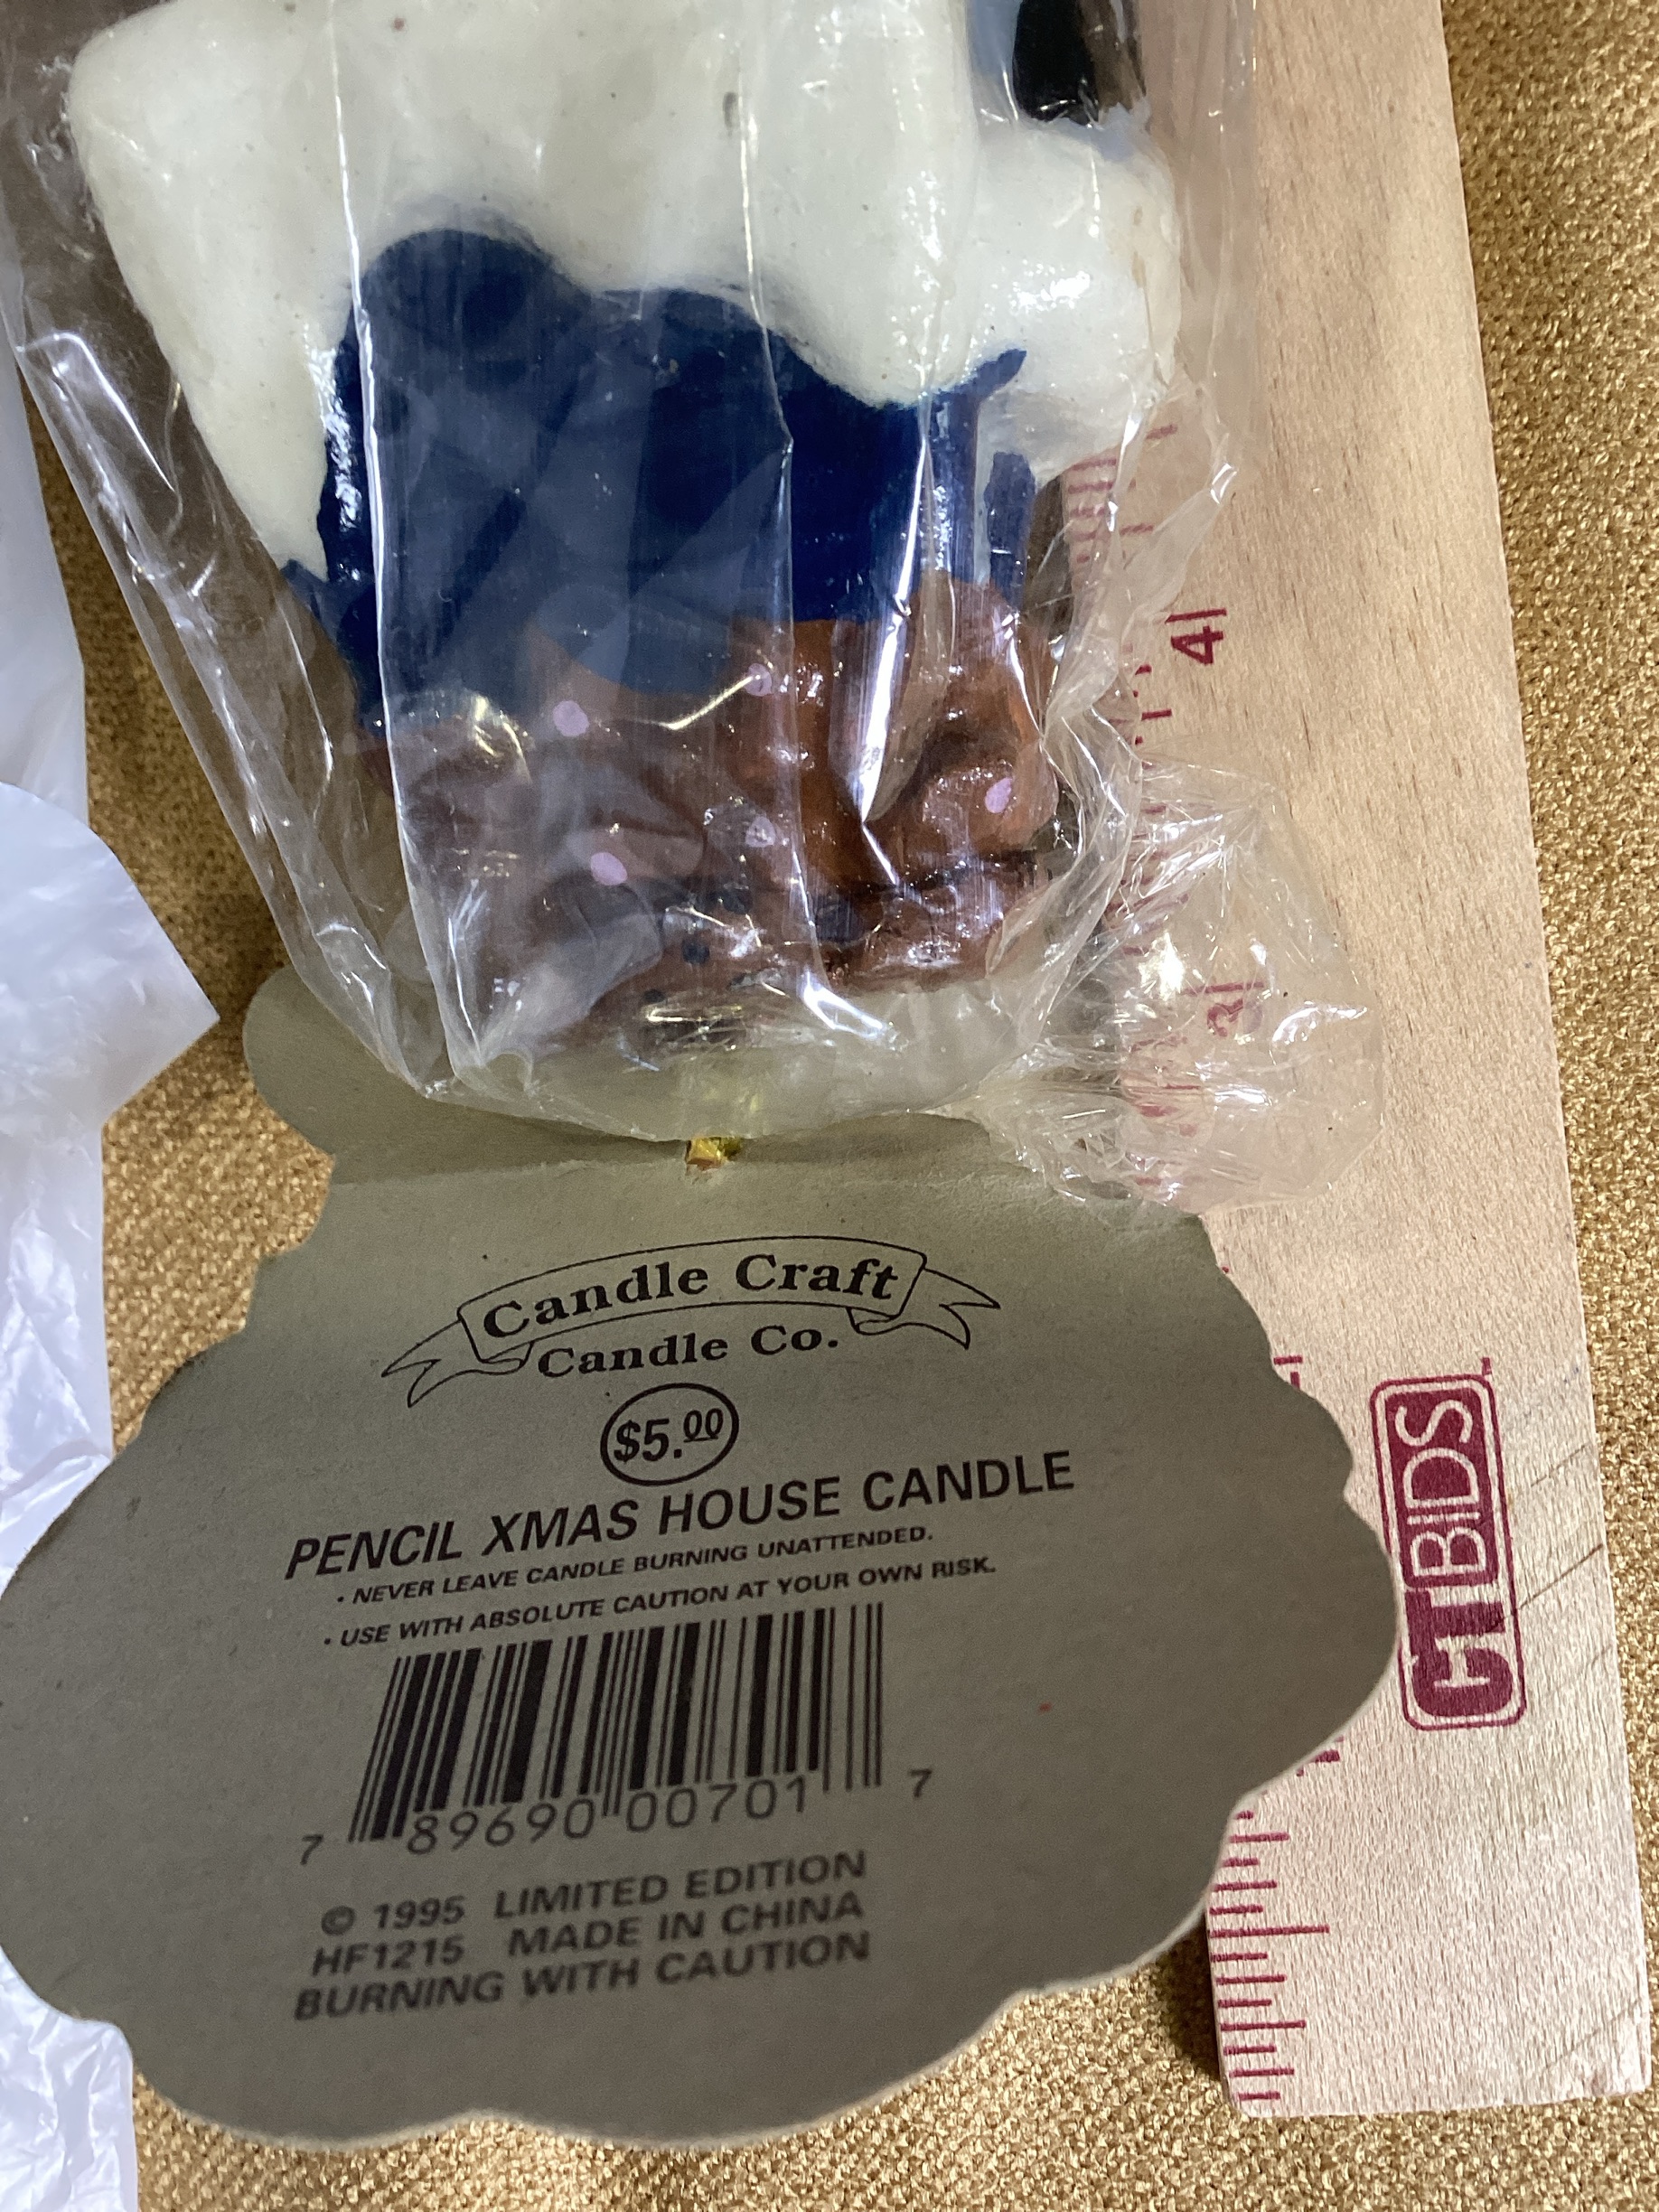 Candle Craft
Candle Co.
$5.00
PENCIL XMAS HOUSE CANDLE
• NEVER LEAVE CANDLE BURNING UNATTENDED.
• USE WITH ABSOLUTE CAUTION AT YOUR OWN RISK.
7 89690 00701 7
© 1995 LIMITED EDITION
HF1215 MADE IN CHINA
BURNING WITH CAUTION
4
3
CTBIDS